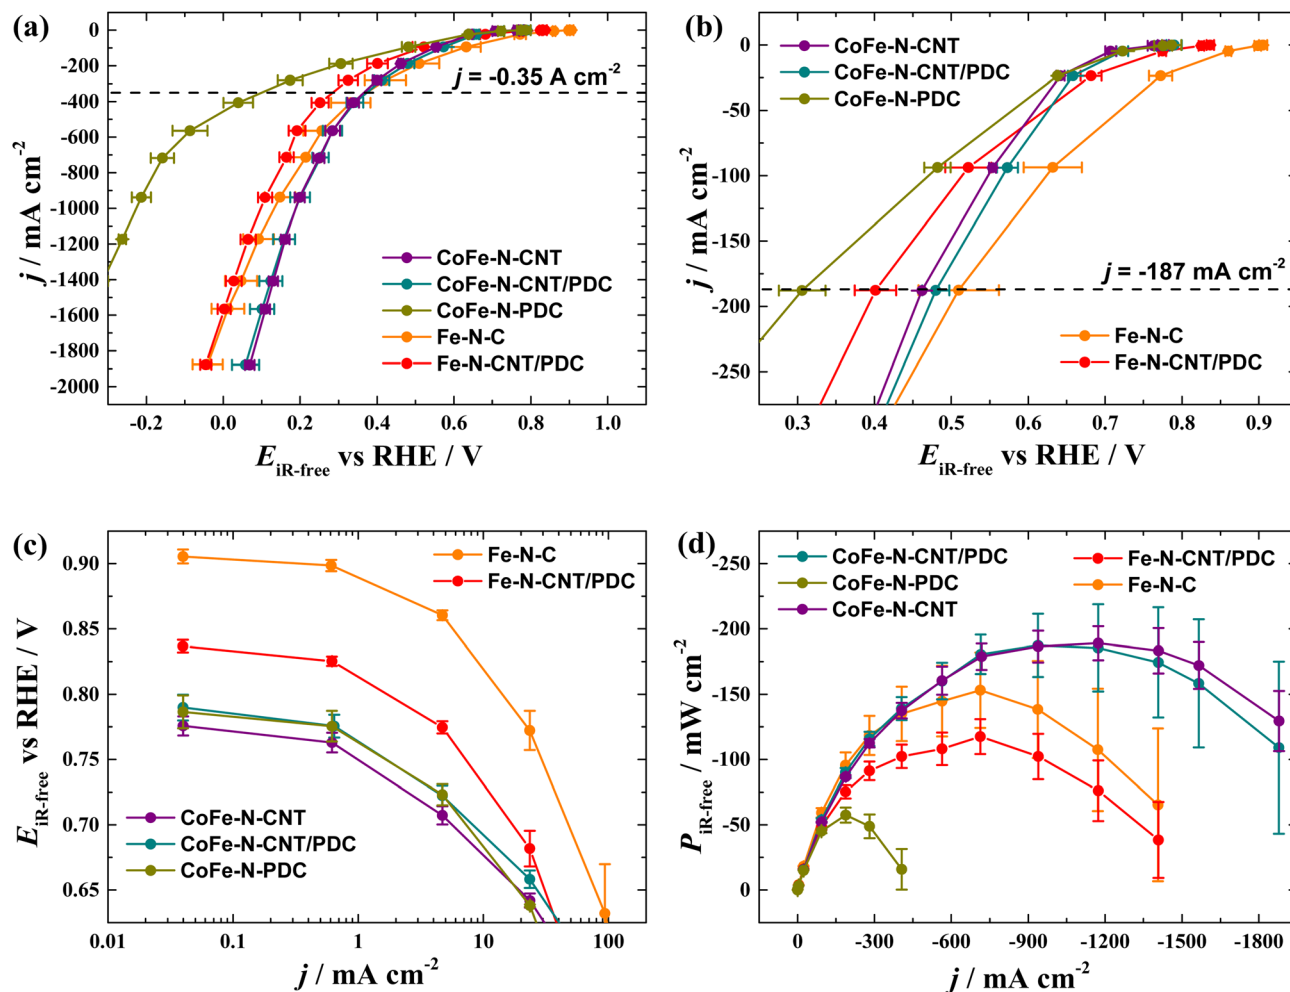 (a)
0
-200
-400
-600
-800
-1000
-1200
-1400
-1600
-1800
-2000
j / mA cm-2
j = -0.35 A cm-2
CoFe-N-CNT
CoFe-N-CNT/PDC
CoFe-N-PDC
Fe-N-C
Fe-N-CNT/PDC
-0.2 0.0 0.2 0.4 0.6 0.8 1.0
EiR-free vs RHE / V
(b)
0
-50
-100
-150
-200
-250
j / mA cm-2
CoFe-N-CNT
CoFe-N-CNT/PDC
CoFe-N-PDC
j = -187 mA cm-2
Fe-N-C
Fe-N-CNT/PDC
0.3 0.4 0.5 0.6 0.7 0.8 0.9
EiR-free vs RHE / V
(c)
0.90
0.85
0.80
0.75
0.70
0.65
EiR-free vs RHE / V
Fe-N-C
Fe-N-CNT/PDC
CoFe-N-CNT
CoFe-N-CNT/PDC
CoFe-N-PDC
0.01 0.1 1 10 100
j / mA cm-2
(d)
-250
-200
-150
-100
-50
0
PiR-free / mW cm-2
CoFe-N-CNT/PDC
CoFe-N-PDC
CoFe-N-CNT
Fe-N-CNT/PDC
Fe-N-C
0 -300 -600 -900 -1200 -1500 -1800
j / mA cm-2